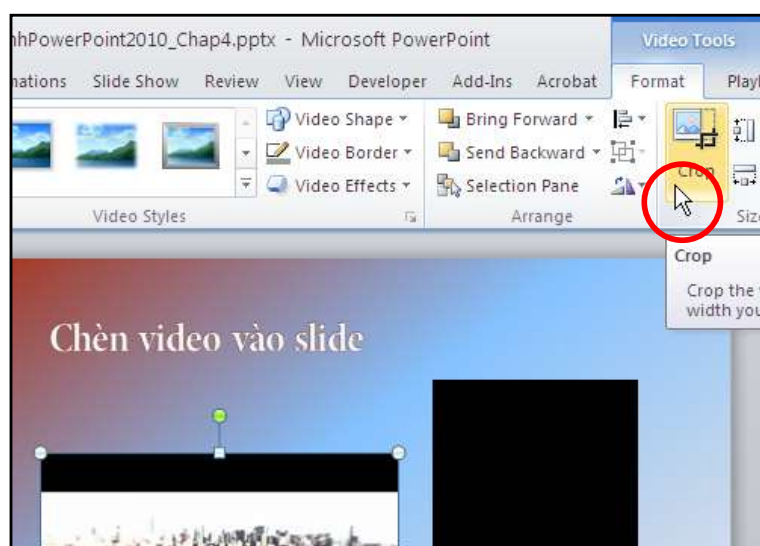 nhPowerPoint2010_Chap4.pptx - Microsoft PowerPoint
Video Tools
nations Slide Show Review View Developer Add-Ins Acrobat Format Playl
Video Shape
Video Border
Video Effects
Bring Forward
Send Backward
Selection Pane
Crop
Video Styles
Arrange
Siz
Crop
Crop the
width you
Chèn video vào slide